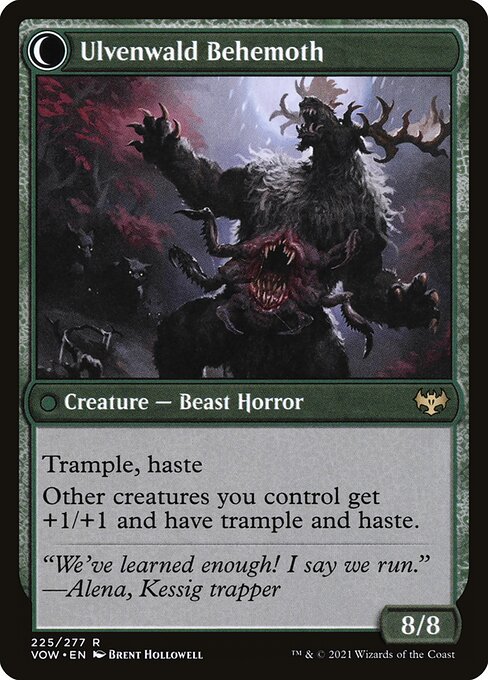 Ulvenwald Behemoth
Creature — Beast Horror
Trample, haste
Other creatures you control get
+1/+1 and have trample and haste.
“We’ve learned enough! I say we run.”
—Alena, Kessig trapper
8/8
225/277 R
VOW • EN Brent Hollowell
™ & © 2021 Wizards of the Coast